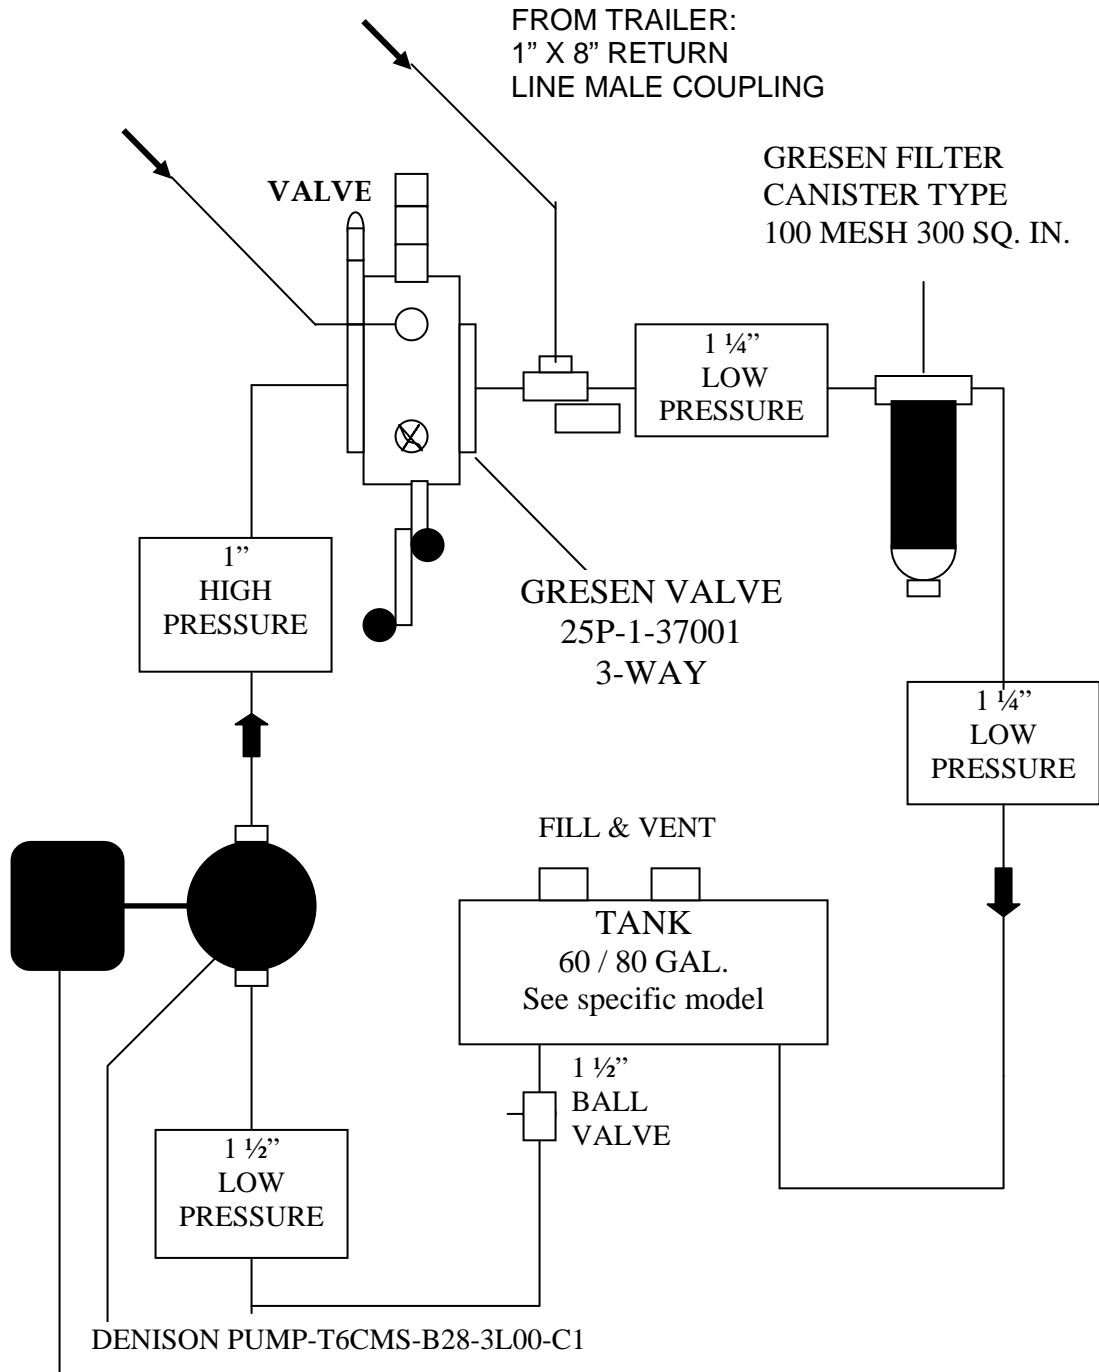 FROM TRAILER:
1” X 8” RETURN
LINE MALE COUPLING
GRESEN FILTER
CANISTER TYPE
100 MESH 300 SQ. IN.
VALVE
1 ¼”
LOW
PRESSURE
1”
HIGH
PRESSURE
GRESEN VALVE
25P-1-37001
3-WAY
1 ¼”
LOW
PRESSURE
FILL & VENT
TANK
60 / 80 GAL.
See specific model
1 ½”
BALL
VALVE
1 ½”
LOW
PRESSURE
DENISON PUMP-T6CMS-B28-3L00-C1